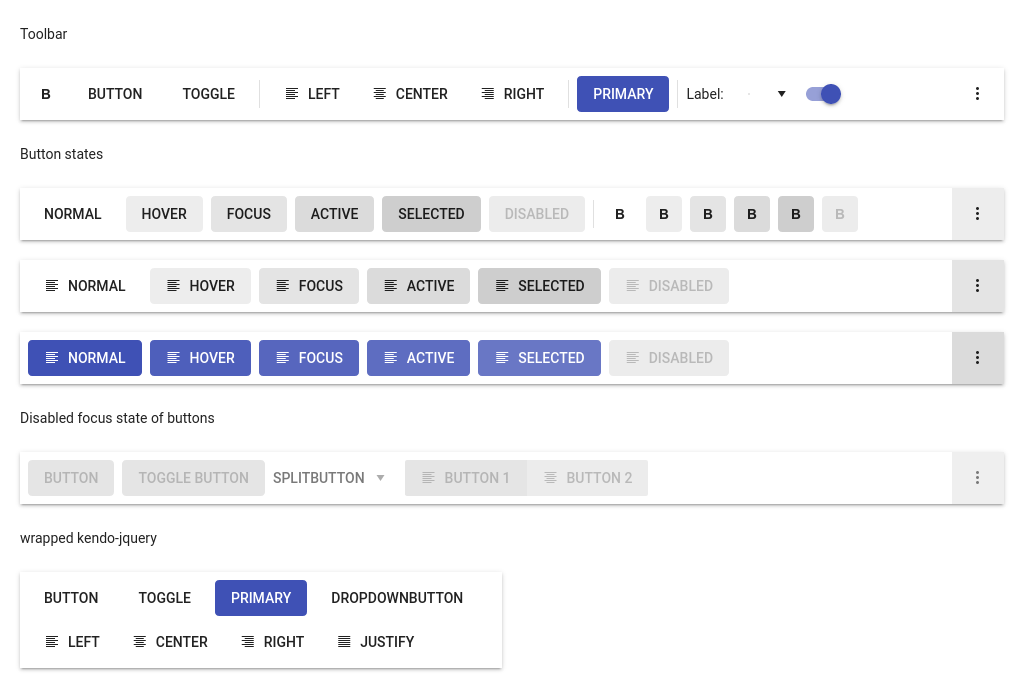 Toolbar
B BUTTON TOGGLE LEFT CENTER RIGHT PRIMARY Label:
Button states
NORMAL HOVER FOCUS ACTIVE SELECTED DISABLED B B B B B B
NORMAL HOVER FOCUS ACTIVE SELECTED DISABLED
NORMAL HOVER FOCUS ACTIVE SELECTED DISABLED
Disabled focus state of buttons
BUTTON TOGGLE BUTTON SPLITBUTTON BUTTON 1 BUTTON 2
wrapped kendo-jquery
BUTTON TOGGLE PRIMARY DROPDOWNBUTTON
LEFT CENTER RIGHT JUSTIFY